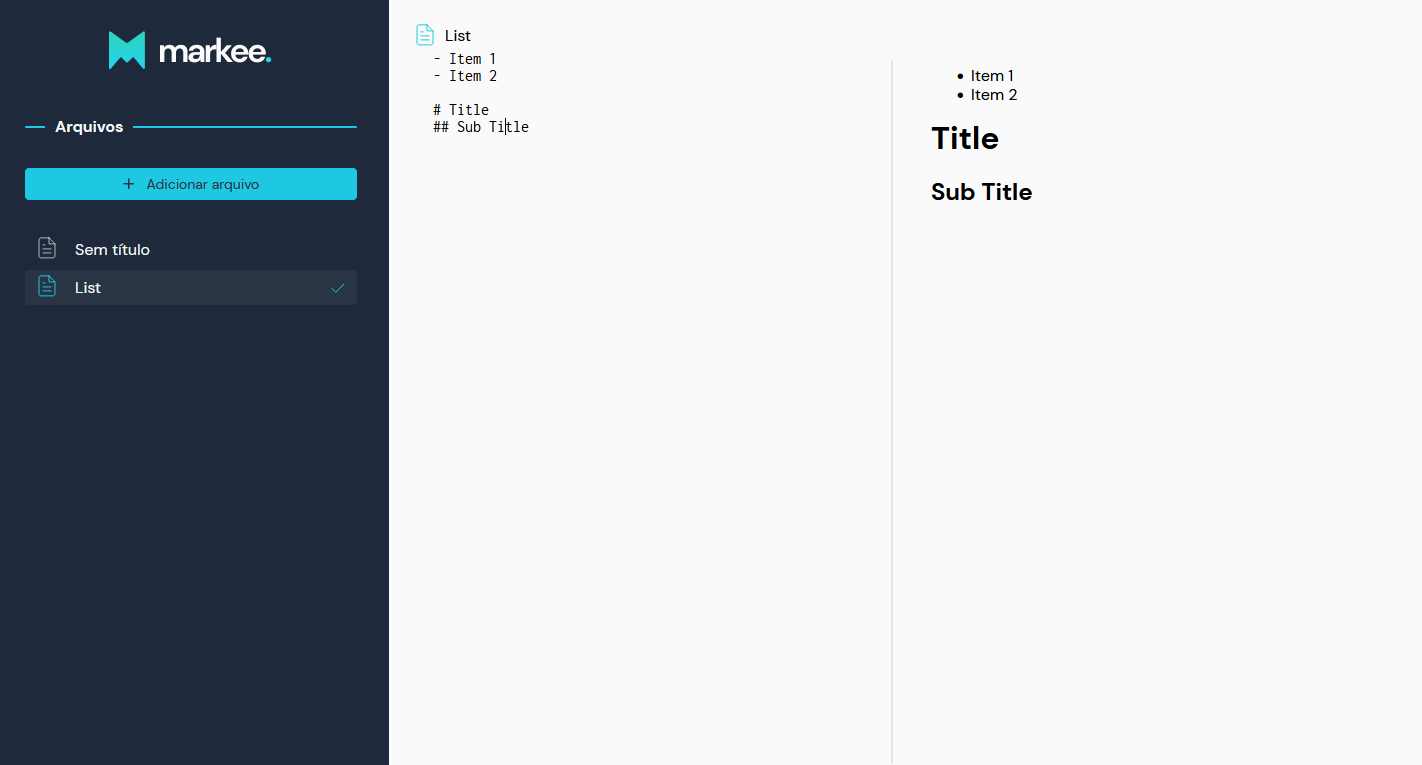 markee.
Arquivos
+ Adicionar arquivo
Sem título
List
List
- Item 1
- Item 2
# Title
## Sub Title
• Item 1
• Item 2
Title
Sub Title